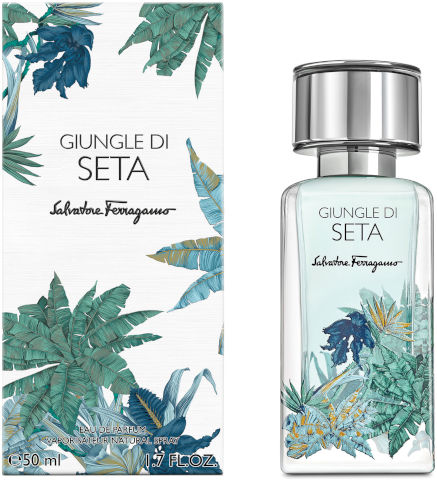 GIUNGLE DI
SETA
Salvatore Ferragamo
EAU DE PARFUM
VAPORISATEUR NATURAL SPRAY
℮50 ml 1.7 FL.OZ.
GIUNGLE DI
SETA
Salvatore Ferragamo